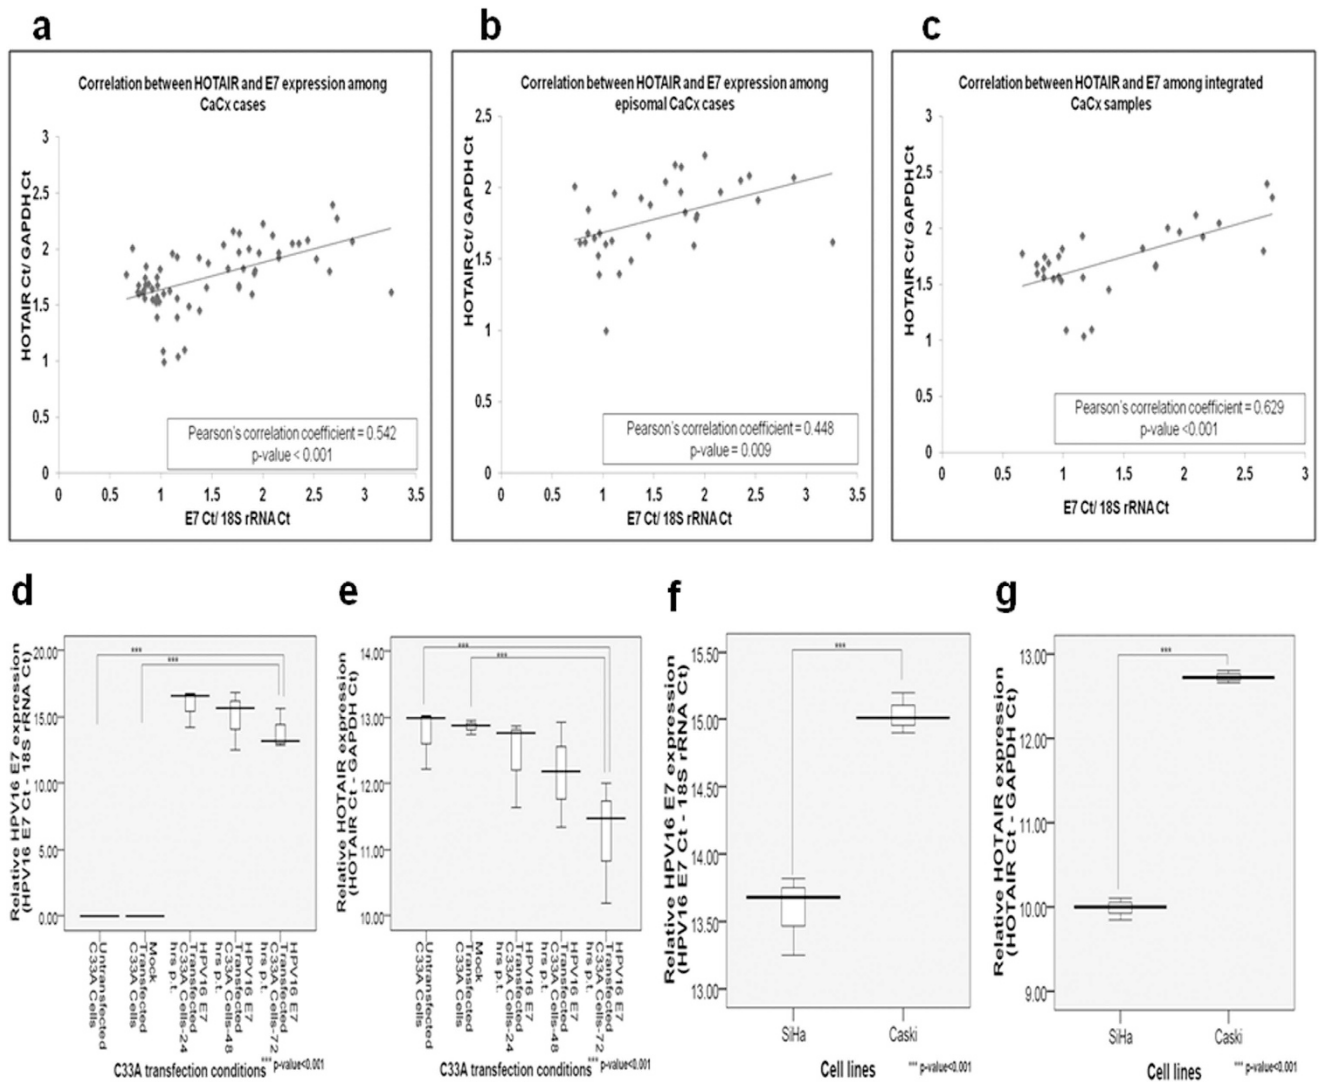 a
Correlation between HOTAIR and E7 expression among
CaCx cases
HOTAIR Ct/ GAPDH Ct
3
2.5
2
1.5
1
0.5
0
0 0.5 1 1.5 2 2.5 3 3.5
E7 Ct/ 18S rRNA Ct
Pearson's correlation coefficient = 0.542
p-value < 0.001
b
Correlation between HOTAIR and E7 expression among
episomal CaCx cases
HOTAIR Ct/ GAPDH Ct
2.5
2
1.5
1
0.5
0
0 0.5 1 1.5 2 2.5 3 3.5
E7 Ct/ 18S rRNA Ct
Pearson's correlation coefficient = 0.448
p-value = 0.009
c
Correlation between HOTAIR and E7 among integrated
CaCx samples
HOTAIR Ct/ GAPDH Ct
3
2.5
2
1.5
1
0.5
0
0 0.5 1 1.5 2 2.5 3
E7 Ct/ 18S rRNA Ct
Pearson's correlation coefficient = 0.629
p-value <0.001
d
Relative HPV16 E7 expression
(HPV16 E7 Ct - 18S rRNA Ct)
20.00
15.00
10.00
5.00
0.00
***
***
Untransfected
C33A Cells
Mock
Transfected
C33A Cells
HPV16 E7
Transfected
C33A Cells-24
hrs p.t.
HPV16 E7
Transfected
C33A Cells-48
hrs p.t.
HPV16 E7
Transfected
C33A Cells-72
hrs p.t.
C33A transfection conditions *** p-value<0.001
e
Relative HOTAIR expression
(HOTAIR Ct - GAPDH Ct)
14.00
13.00
12.00
11.00
10.00
***
***
Untransfected
C33A Cells
Mock
Transfected
C33A Cells
HPV16 E7
Transfected
C33A Cells-24
hrs p.t.
HPV16 E7
Transfected
C33A Cells-48
hrs p.t.
HPV16 E7
Transfected
C33A Cells-72
hrs p.t.
C33A transfection conditions *** p-value<0.001
f
Relative HPV16 E7 expression
(HPV16 E7 Ct - 18S rRNA Ct)
15.50
15.00
14.50
14.00
13.50
13.00
***
SiHa Caski
Cell lines *** p-value<0.001
g
Relative HOTAIR expression
(HOTAIR Ct - GAPDH Ct)
13.00
12.00
11.00
10.00
9.00
***
SiHa Caski
Cell lines *** p-value<0.001